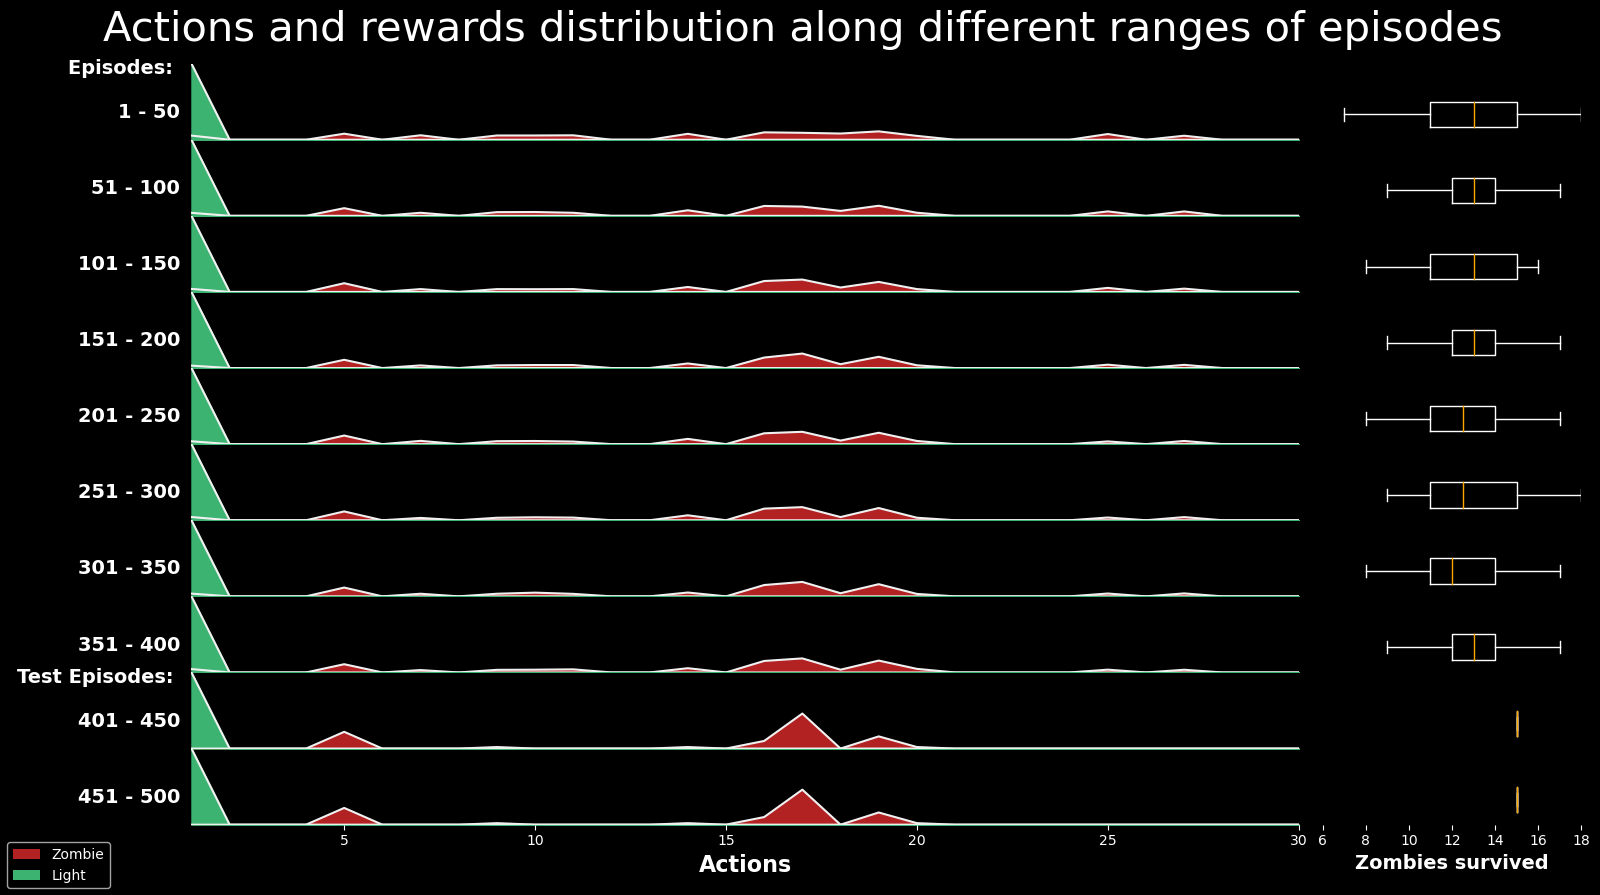 Actions and rewards distribution along different ranges of episodes
Episodes:
1 - 50
51 - 100
101 - 150
151 - 200
201 - 250
251 - 300
301 - 350
351 - 400
Test Episodes:
401 - 450
451 - 500
5 10 15 20 25 30
6 8 10 12 14 16 18
Actions
Zombies survived
Zombie
Light